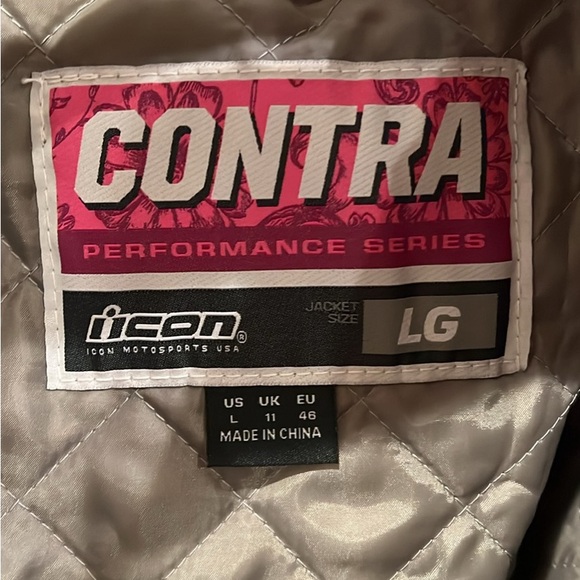 CONTRA
PERFORMANCE SERIES
icon®
ICON MOTOSPORTS USA
JACKET
SIZE
LG
US UK EU
L 11 46
MADE IN CHINA